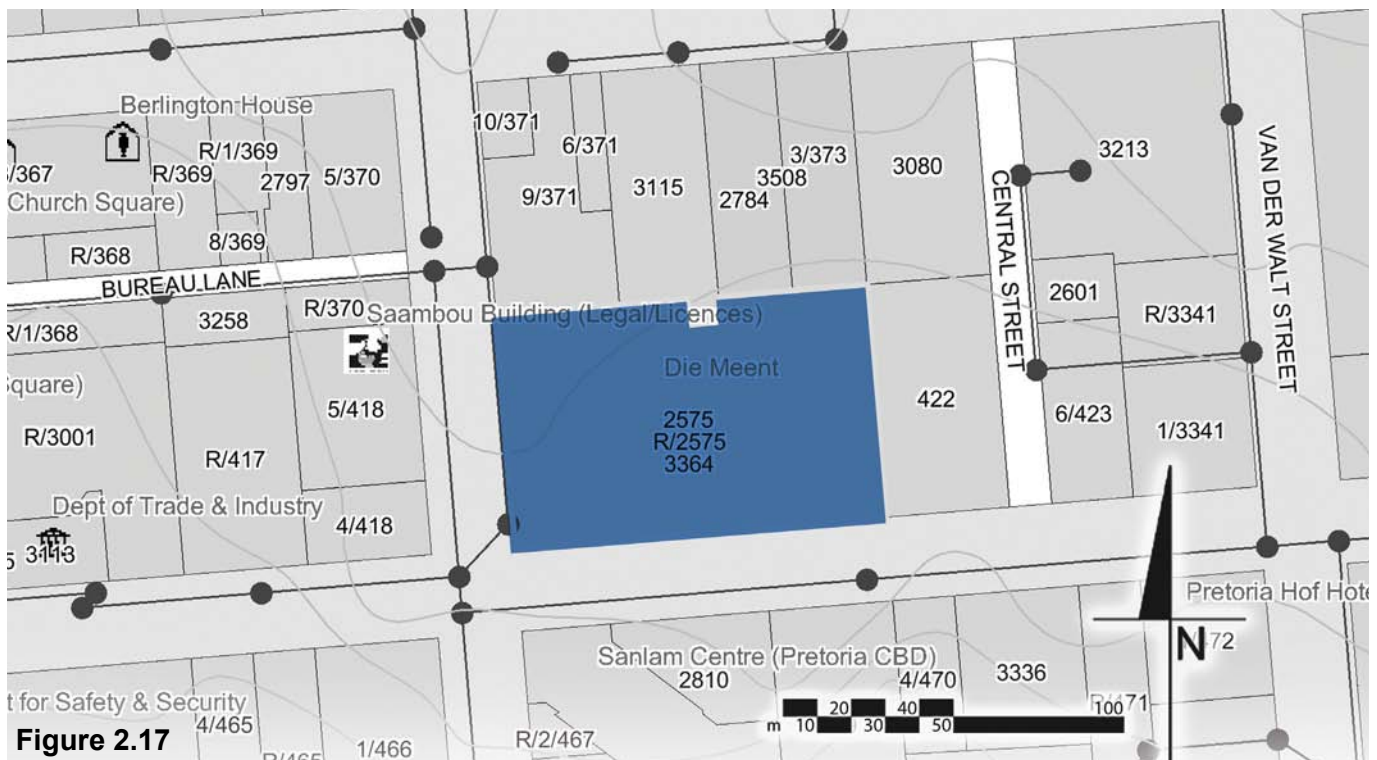 Berlington House
10/371
6/371
R/1/369
/367
R/369
2797
5/370
9/371
3115
2784
3508
3/373
3080
3213
VAN DER WALT STREET
CENTRAL STREET
Church Square)
8/369
R/368
BUREAU LANE
R/370
Saambou Building (Legal/Licences)
2601
R/3341
R/1/368
3258
Die Meent
quare)
5/418
422
6/423
1/3341
R/3001
R/417
2575
R/2575
3364
Dept of Trade & Industry
4/418
5
3113
Pretoria Hof Hote
N
472
Sanlam Centre (Pretoria CBD)
2810
4/470
3336
t for Safety & Security
4/465
20 40 100
m 10 30 50
R/471
R/2/467
1/466
R/465
Figure 2.17